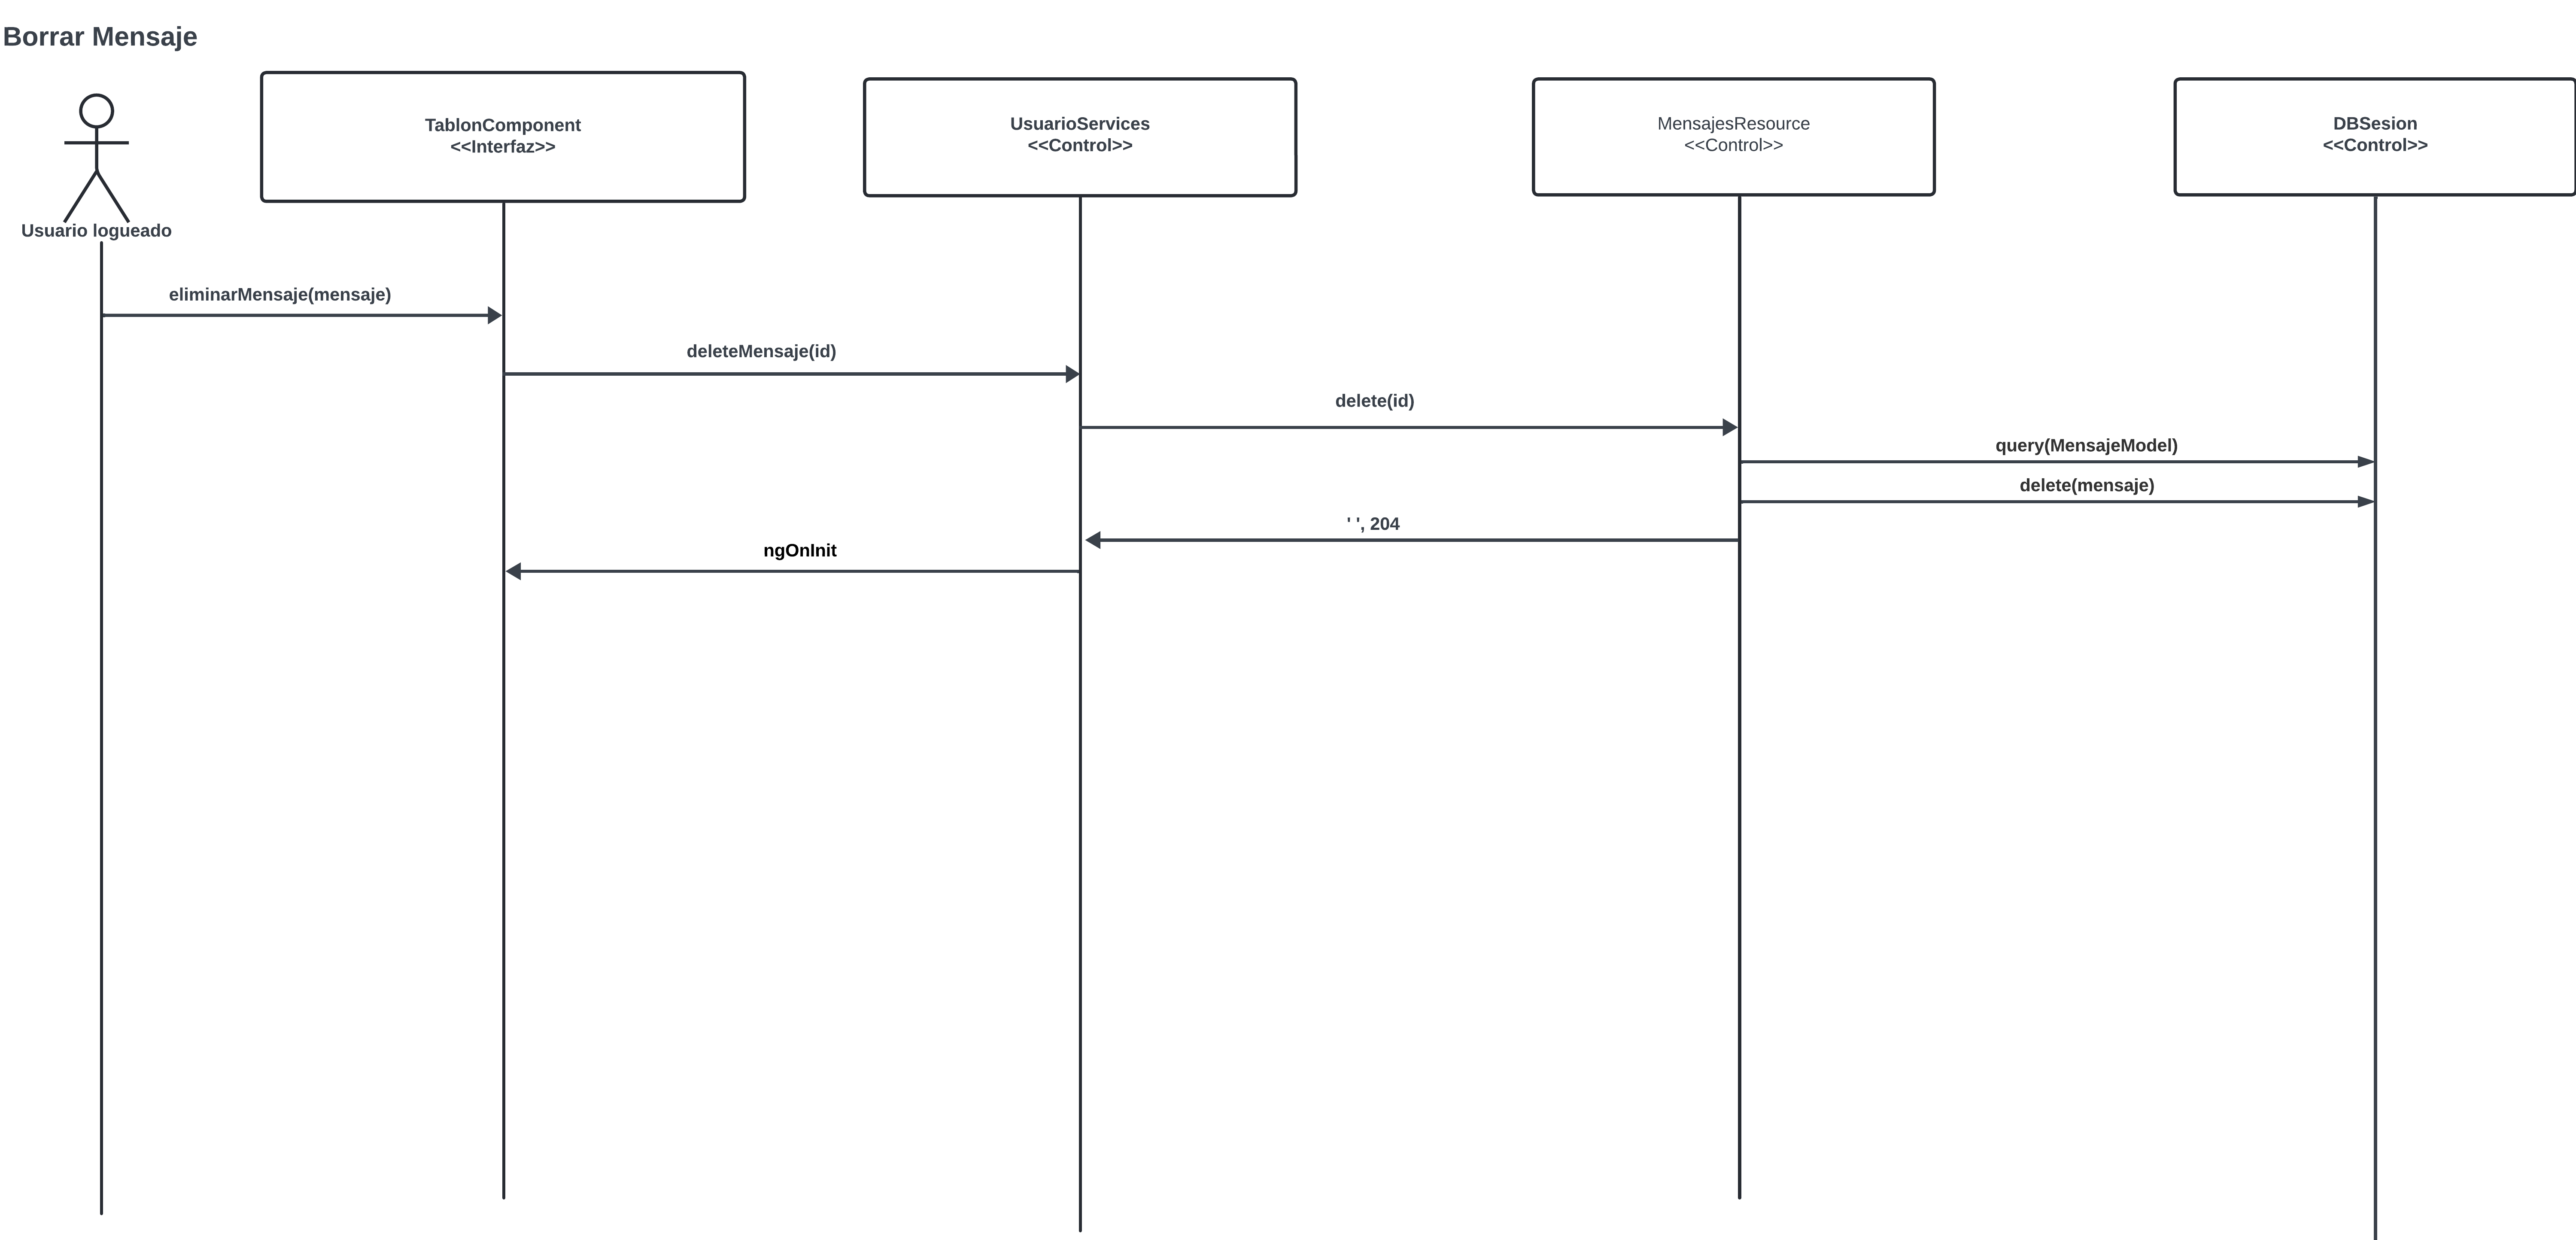 Borrar Mensaje
TablonComponent
<<Interfaz>>
UsuarioServices
<<Control>>
MensajesResource
<<Control>>
DBSesion
<<Control>>
Usuario logueado
eliminarMensaje(mensaje)
deleteMensaje(id)
delete(id)
query(MensajeModel)
delete(mensaje)
' ', 204
ngOnInit